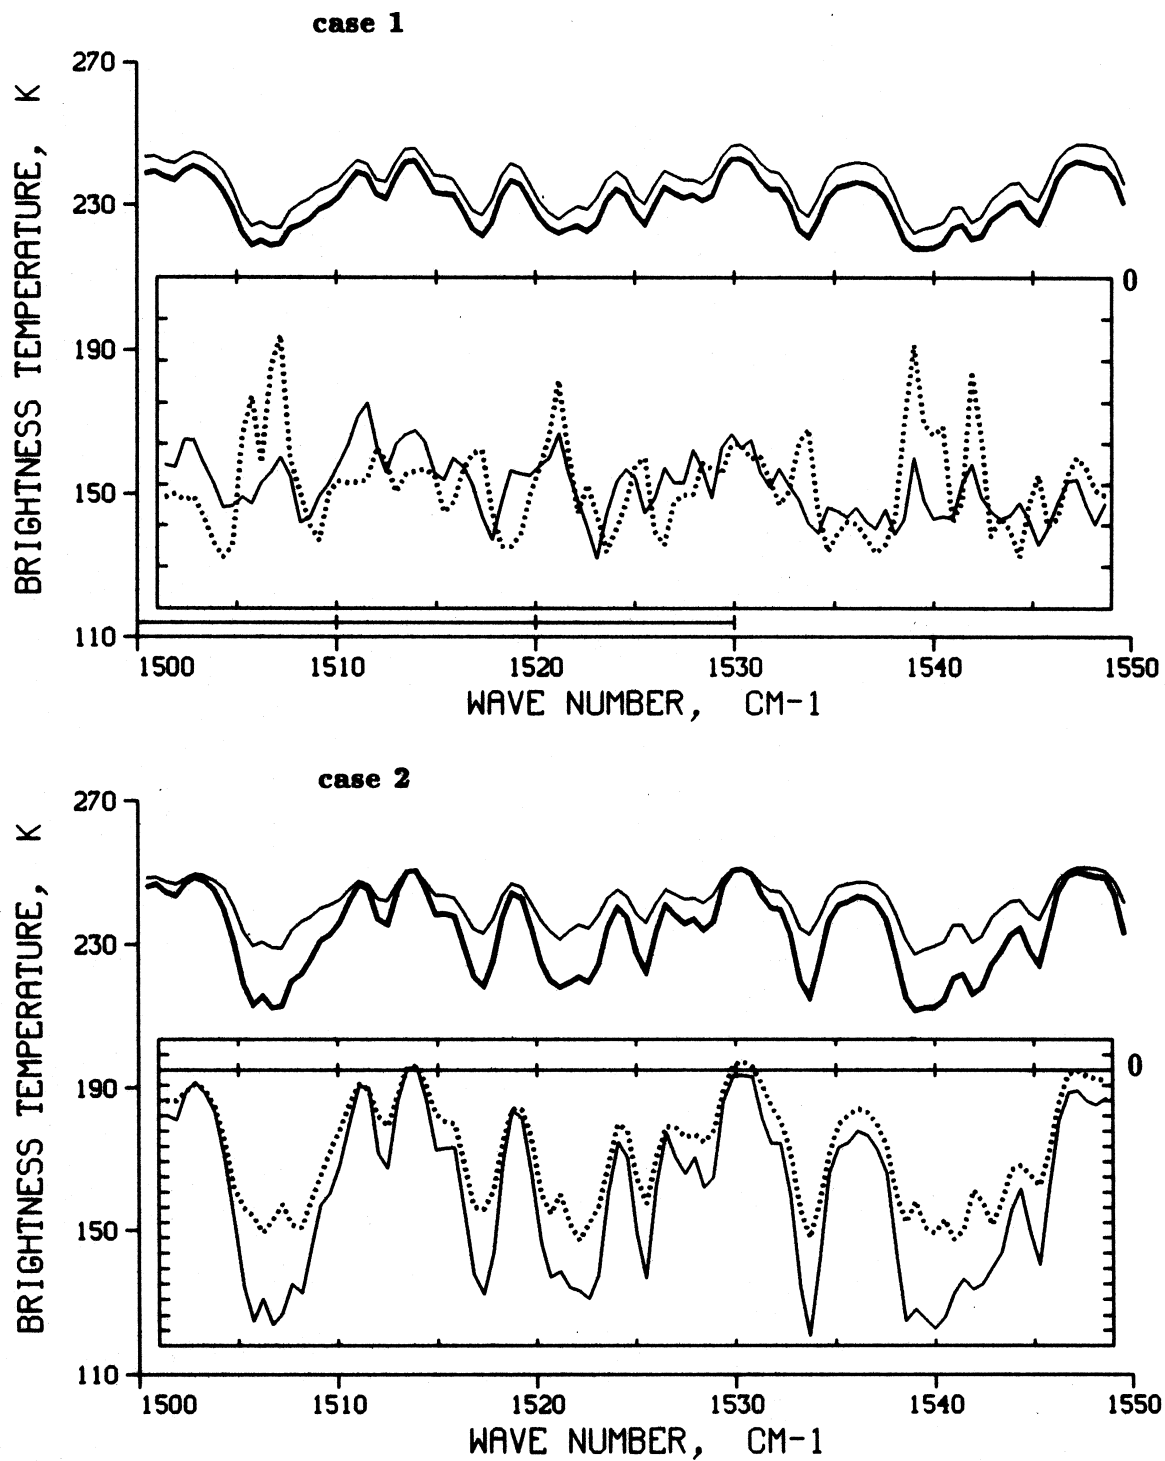 case 1
BRIGHTNESS TEMPERATURE, K
270
230
190
150
110
0
1500 1510 1520 1530 1540 1550
WAVE NUMBER, CM-1
case 2
BRIGHTNESS TEMPERATURE, K
270
230
190
150
110
0
1500 1510 1520 1530 1540 1550
WAVE NUMBER, CM-1